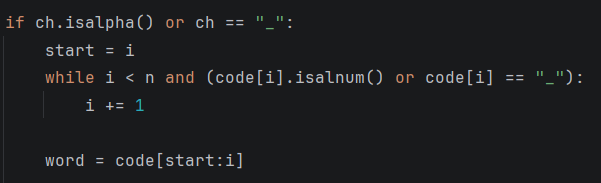 if ch.isalpha() or ch == "_":
    start = i
    while i < n and (code[i].isalnum() or code[i] == "_"):
        i += 1

    word = code[start:i]